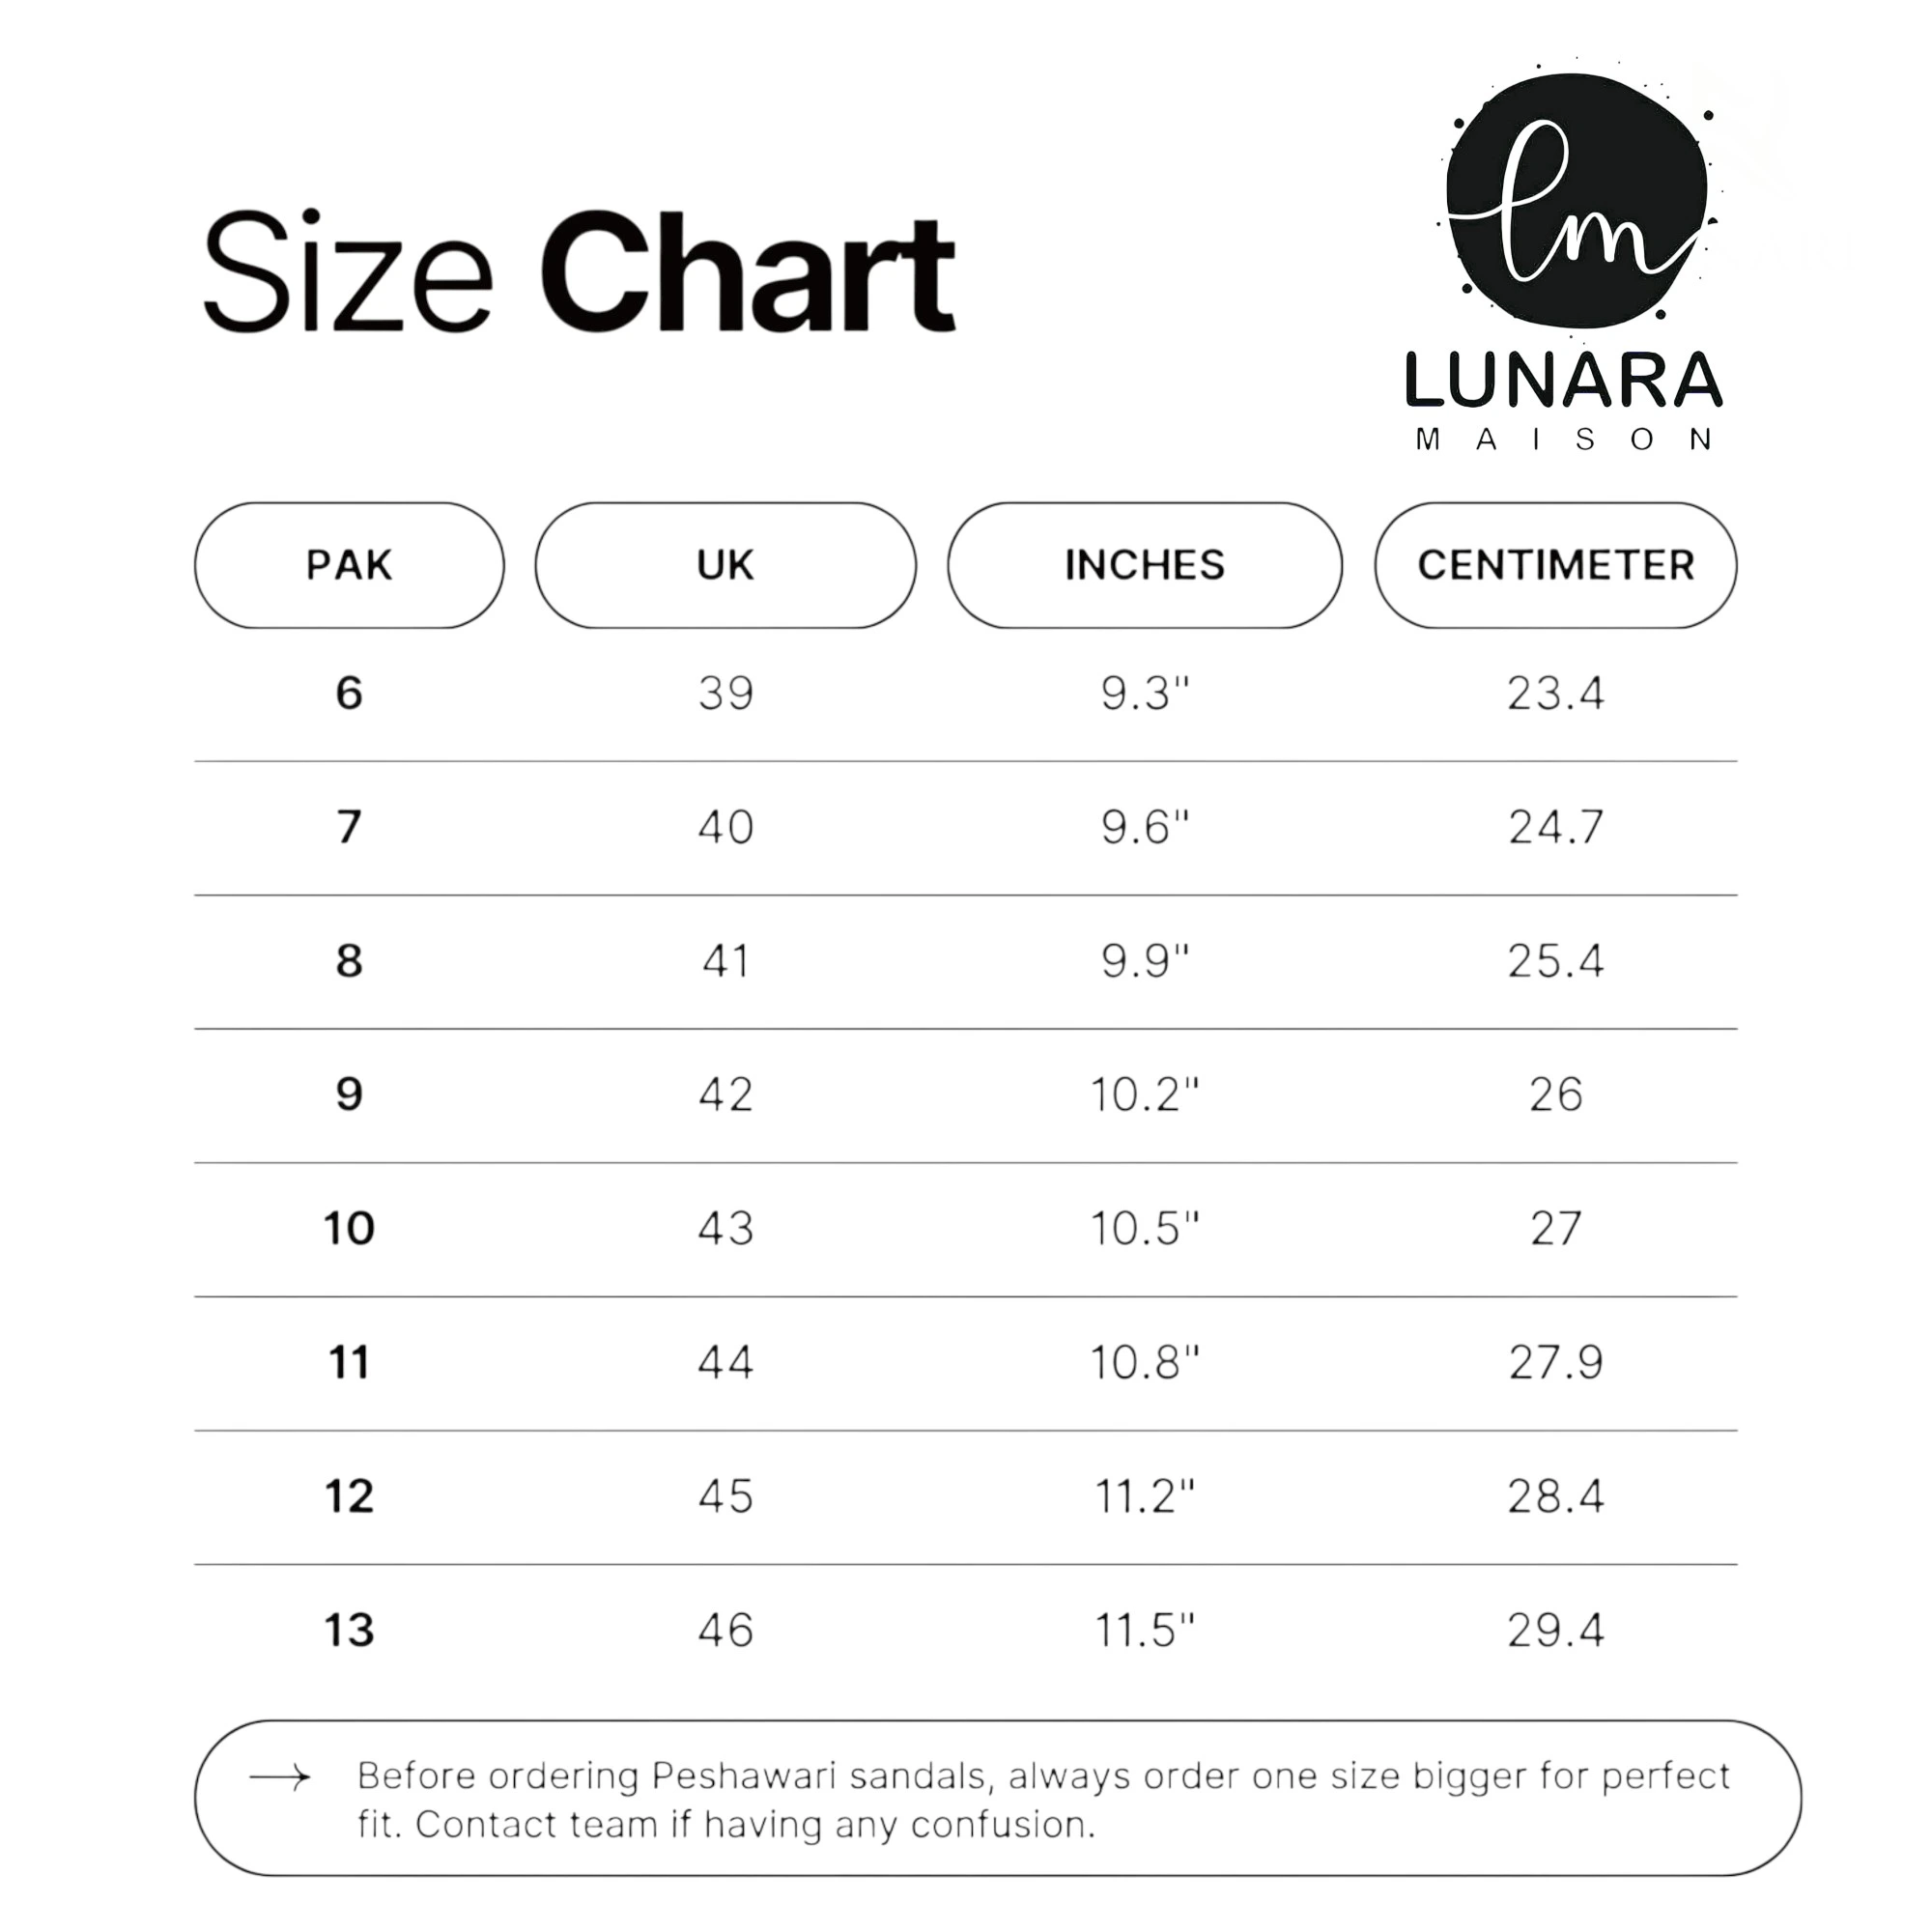 lm
LUNARA
MAISON
Size Chart
PAK UK INCHES CENTIMETER
6 39 9.3" 23.4
7 40 9.6" 24.7
8 41 9.9" 25.4
9 42 10.2" 26
10 43 10.5" 27
11 44 10.8" 27.9
12 45 11.2" 28.4
13 46 11.5" 29.4
→ Before ordering Peshawari sandals, always order one size bigger for perfect
fit. Contact team if having any confusion.